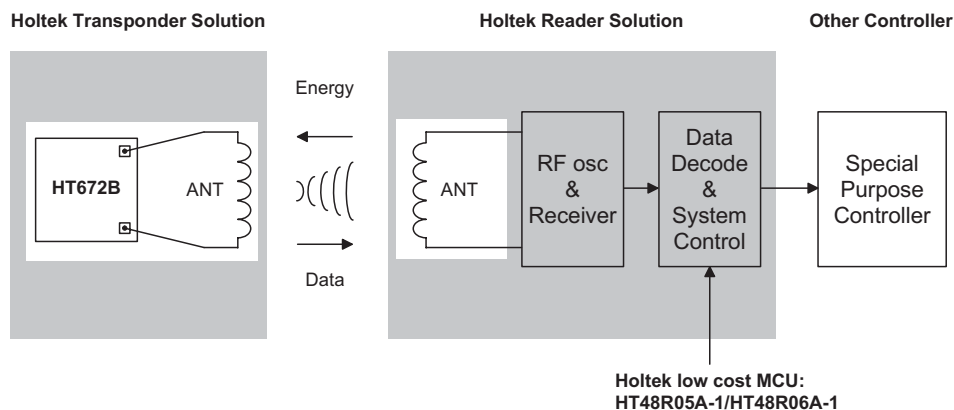 Holtek Transponder Solution
Holtek Reader Solution
Other Controller
HT672B
ANT
Energy
Data
ANT
RF osc
&
Receiver
Data
Decode
&
System
Control
Special
Purpose
Controller
Holtek low cost MCU:
HT48R05A-1/HT48R06A-1